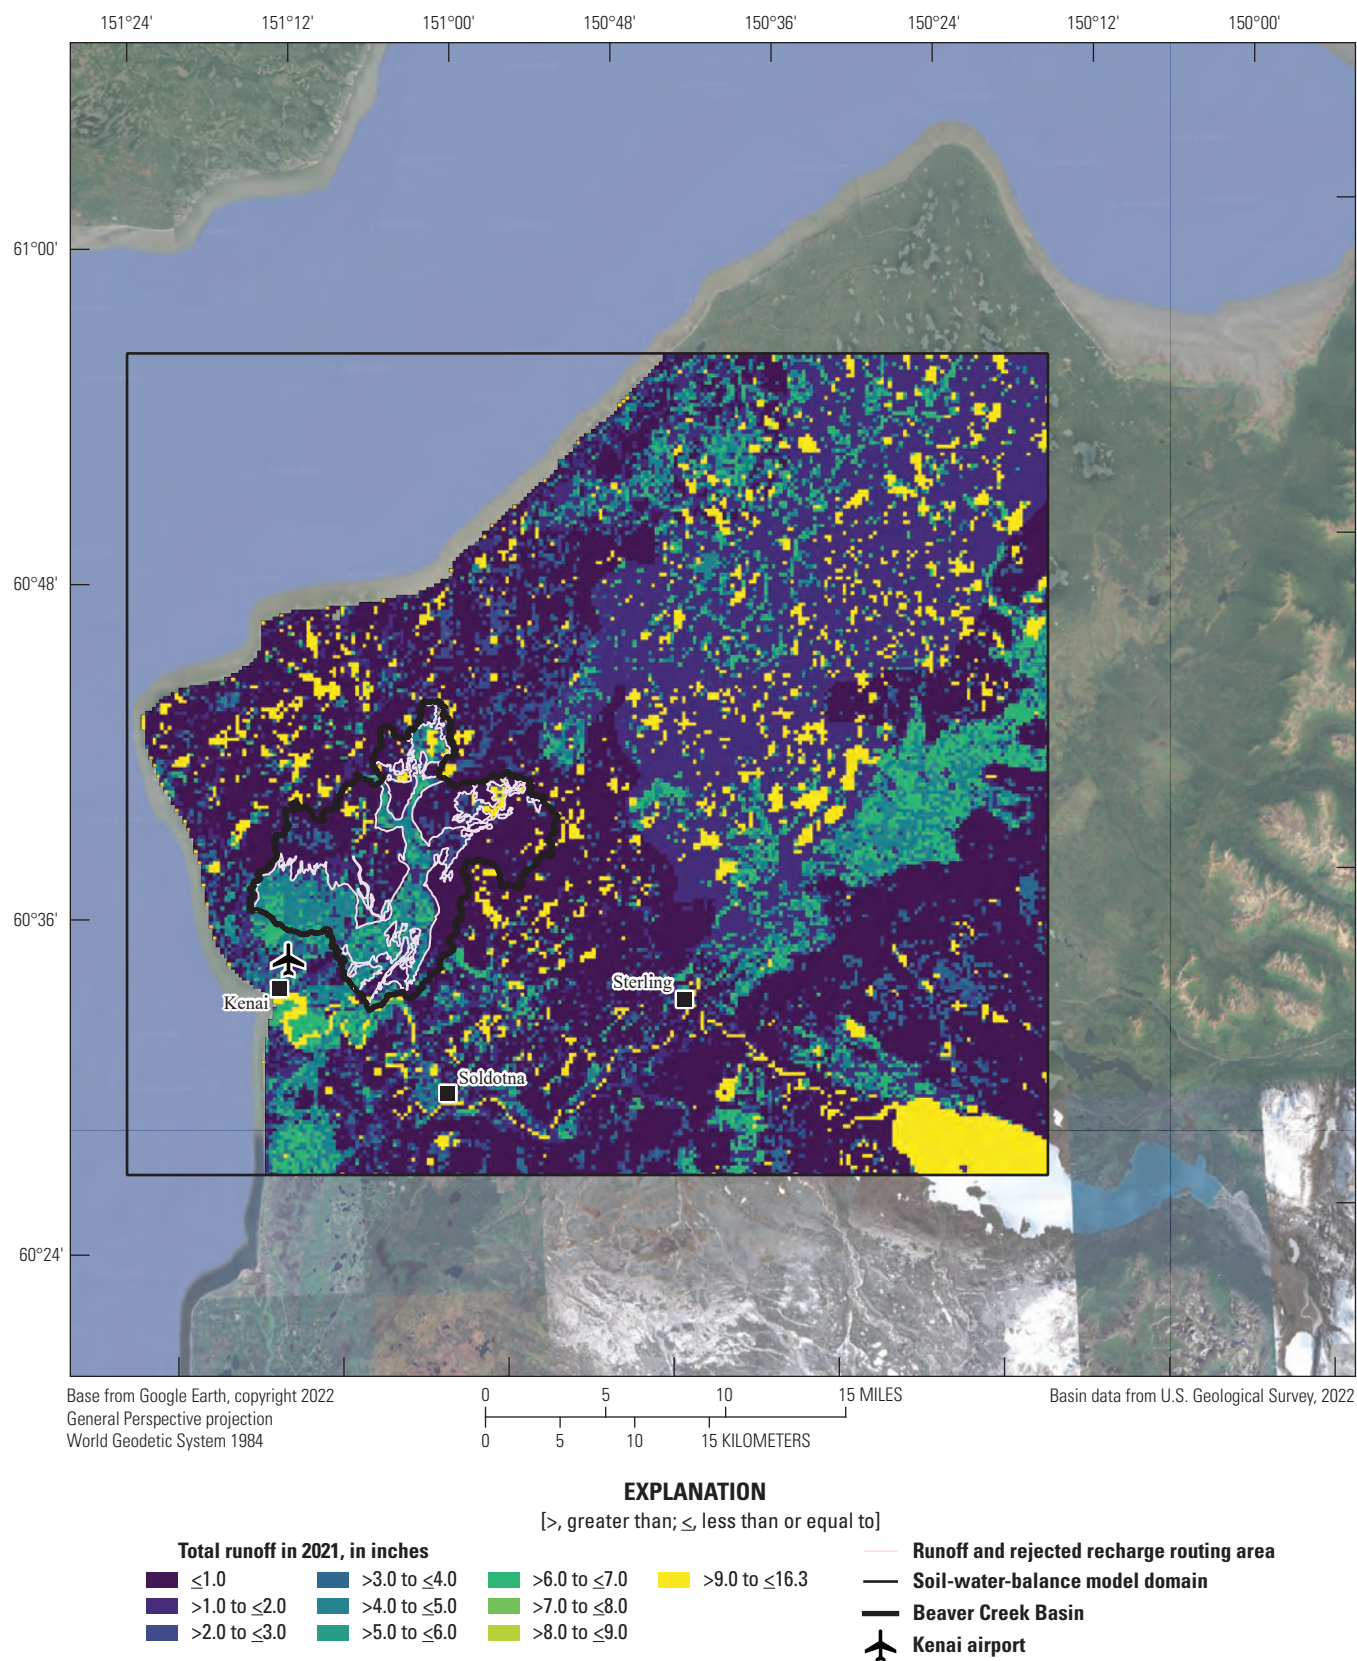 151°24' 151°12' 151°00' 150°48' 150°36' 150°24' 150°12' 150°00'
61°00'
60°48'
60°36'
60°24'
Sterling
Kenai
Soldotna
Base from Google Earth, copyright 2022
General Perspective projection
World Geodetic System 1984
0 5 10 15 MILES
0 5 10 15 KILOMETERS
Basin data from U.S. Geological Survey, 2022
EXPLANATION
[>, greater than; ≤, less than or equal to]
Total runoff in 2021, in inches
≤1.0
>1.0 to ≤2.0
>2.0 to ≤3.0
>3.0 to ≤4.0
>4.0 to ≤5.0
>5.0 to ≤6.0
>6.0 to ≤7.0
>7.0 to ≤8.0
>8.0 to ≤9.0
>9.0 to ≤16.3
Runoff and rejected recharge routing area
Soil-water-balance model domain
Beaver Creek Basin
Kenai airport